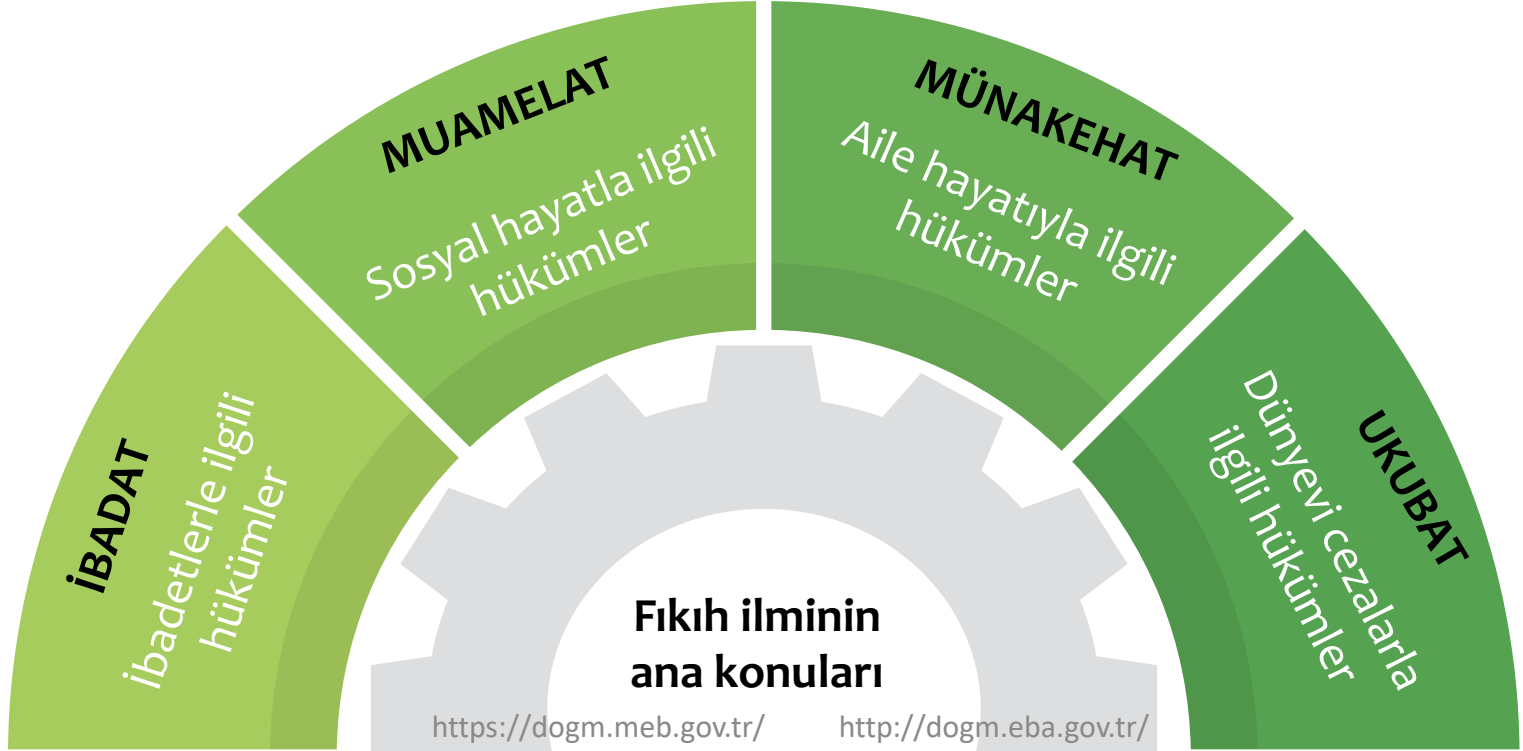 İBADAT
İbadetlerle ilgili
hükümler
MUAMELAT
Sosyal hayatla ilgili
hükümler
MÜNAKEHAT
Aile hayatıyla ilgili
hükümler
UKUBAT
Dünyevi cezalarla
ilgili hükümler
Fıkıh ilminin
ana konuları
https://dogm.meb.gov.tr/ http://dogm.eba.gov.tr/